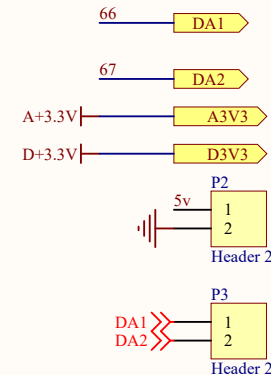 66
DA1
67
DA2
A+3.3V
A3V3
D+3.3V
D3V3
P2
5v
1
2
Header 2
P3
DA1
1
DA2
2
Header 2